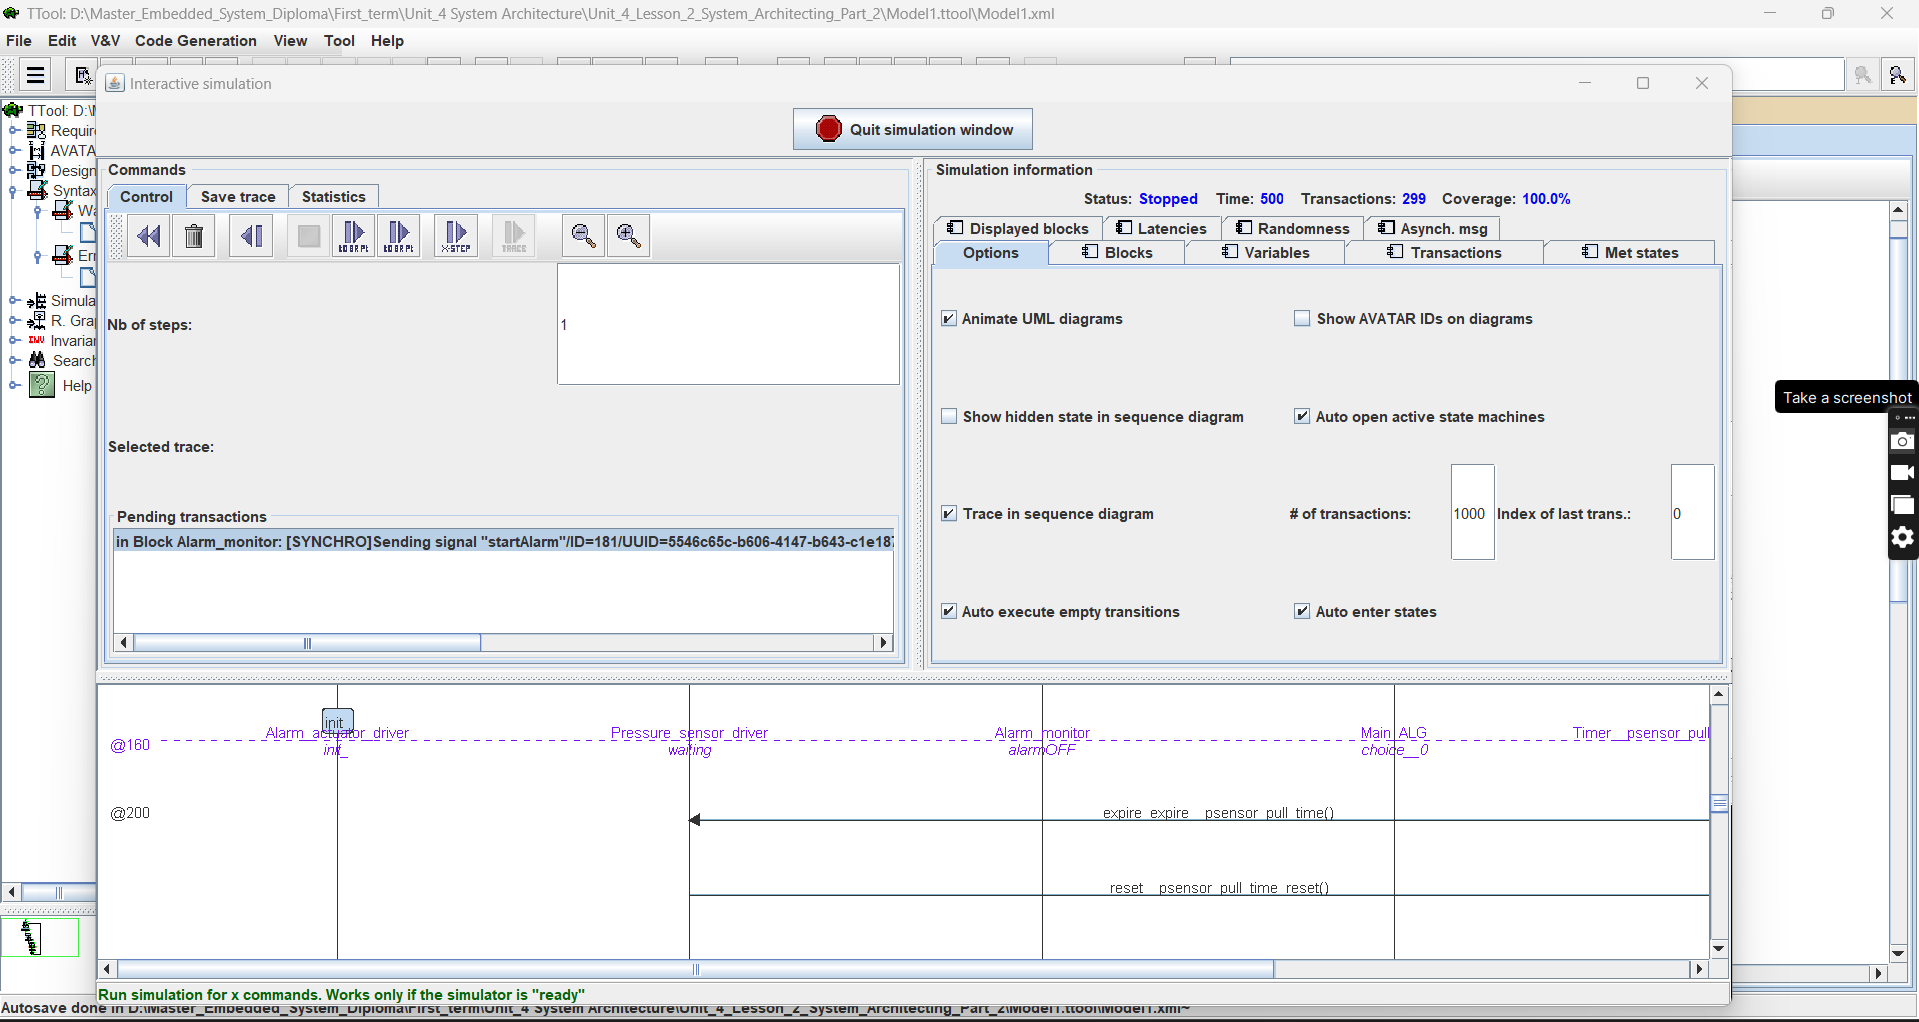 TTool: D:\Master_Embedded_System_Diploma\First_term\Unit_4 System Architecture\Unit_4_Lesson_2_System_Architecting_Part_2\Model1.ttool\Model1.xml
File Edit V&V Code Generation View Tool Help
Interactive simulation
Quit simulation window
TTool: D:\
Requir
AVATA
Design
Syntax
Wa
Err
Simula
R. Gra
INV Invarian
Search
Help
Commands
Control Save trace Statistics
X-STEP
TRACE
Nb of steps:
1
Selected trace:
Pending transactions
in Block Alarm_monitor: [SYNCHRO]Sending signal "startAlarm"/ID=181/UUID=5546c65c-b606-4147-b643-c1e187
Simulation information
Status: Stopped Time: 500 Transactions: 299 Coverage: 100.0%
Displayed blocks Latencies Randomness Asynch. msg
Options Blocks Variables Transactions Met states
Animate UML diagrams Show AVATAR IDs on diagrams
Show hidden state in sequence diagram Auto open active state machines
Trace in sequence diagram # of transactions: 1000 Index of last trans.: 0
Auto execute empty transitions Auto enter states
Take a screenshot
init
Alarm_actuator_driver Pressure_sensor_driver Alarm_monitor Main_ALG Timer__psensor_pull
@160
init_ waiting alarmOFF choice__0
@200
expire_expire__psensor_pull_time()
reset__psensor_pull_time_reset()
Run simulation for x commands. Works only if the simulator is "ready"
Autosave done in D:\Master_Embedded_System_Diploma\First_term\Unit_4 System Architecture\Unit_4_Lesson_2_System_Architecting_Part_2\Model1.ttool\Model1.xml~